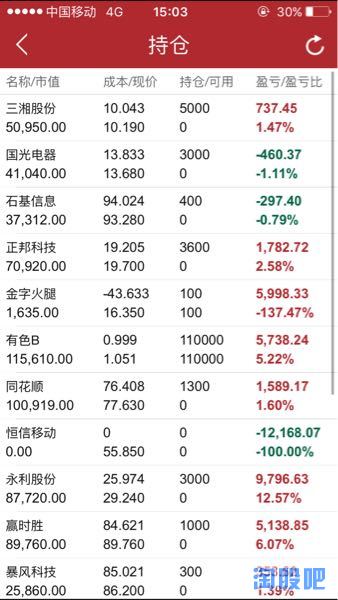 中国移动 4G 15:03 30%
持仓
名称/市值 成本/现价 持仓/可用 盈亏/盈亏比
三湘股份 10.043 5000 737.45
50,950.00 10.190 0 1.47%
国光电器 13.833 3000 -460.37
41,040.00 13.680 0 -1.11%
石基信息 94.024 400 -297.40
37,312.00 93.280 0 -0.79%
正邦科技 19.205 3600 1,782.72
70,920.00 19.700 0 2.58%
金字火腿 -43.633 100 5,998.33
1,635.00 16.350 100 -137.47%
有色B 0.999 110000 5,738.24
115,610.00 1.051 110000 5.22%
同花顺 76.408 1300 1,589.17
100,919.00 77.630 0 1.60%
恒信移动 0 0 -12,168.07
0.00 55.850 0 -100.00%
永利股份 25.974 3000 9,796.63
87,720.00 29.240 0 12.57%
赢时胜 84.621 1000 5,138.85
89,760.00 89.760 0 6.07%
暴风科技 85.021 300
25,860.00 86.200 0 1.39%
淘股吧